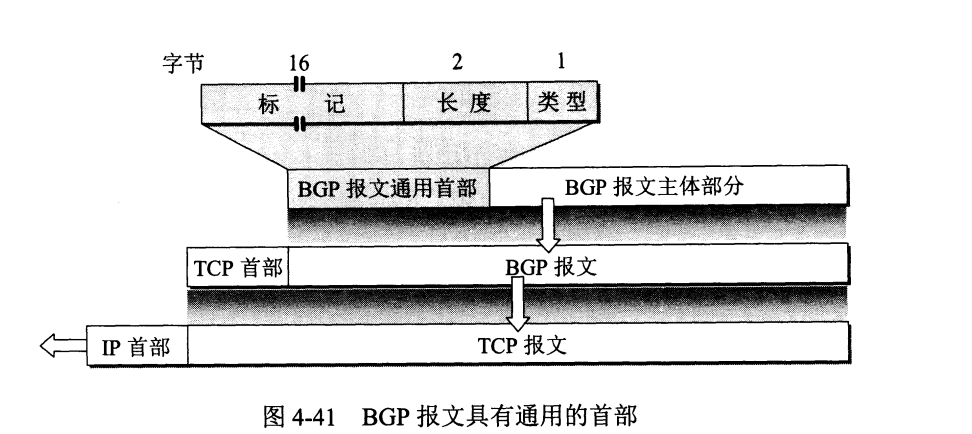 字节 16 2 1
标 记 长 度 类 型
BGP 报文通用首部 BGP 报文主体部分
TCP 首部 BGP 报文
IP 首部 TCP 报文
图 4-41 BGP 报文具有通用的首部